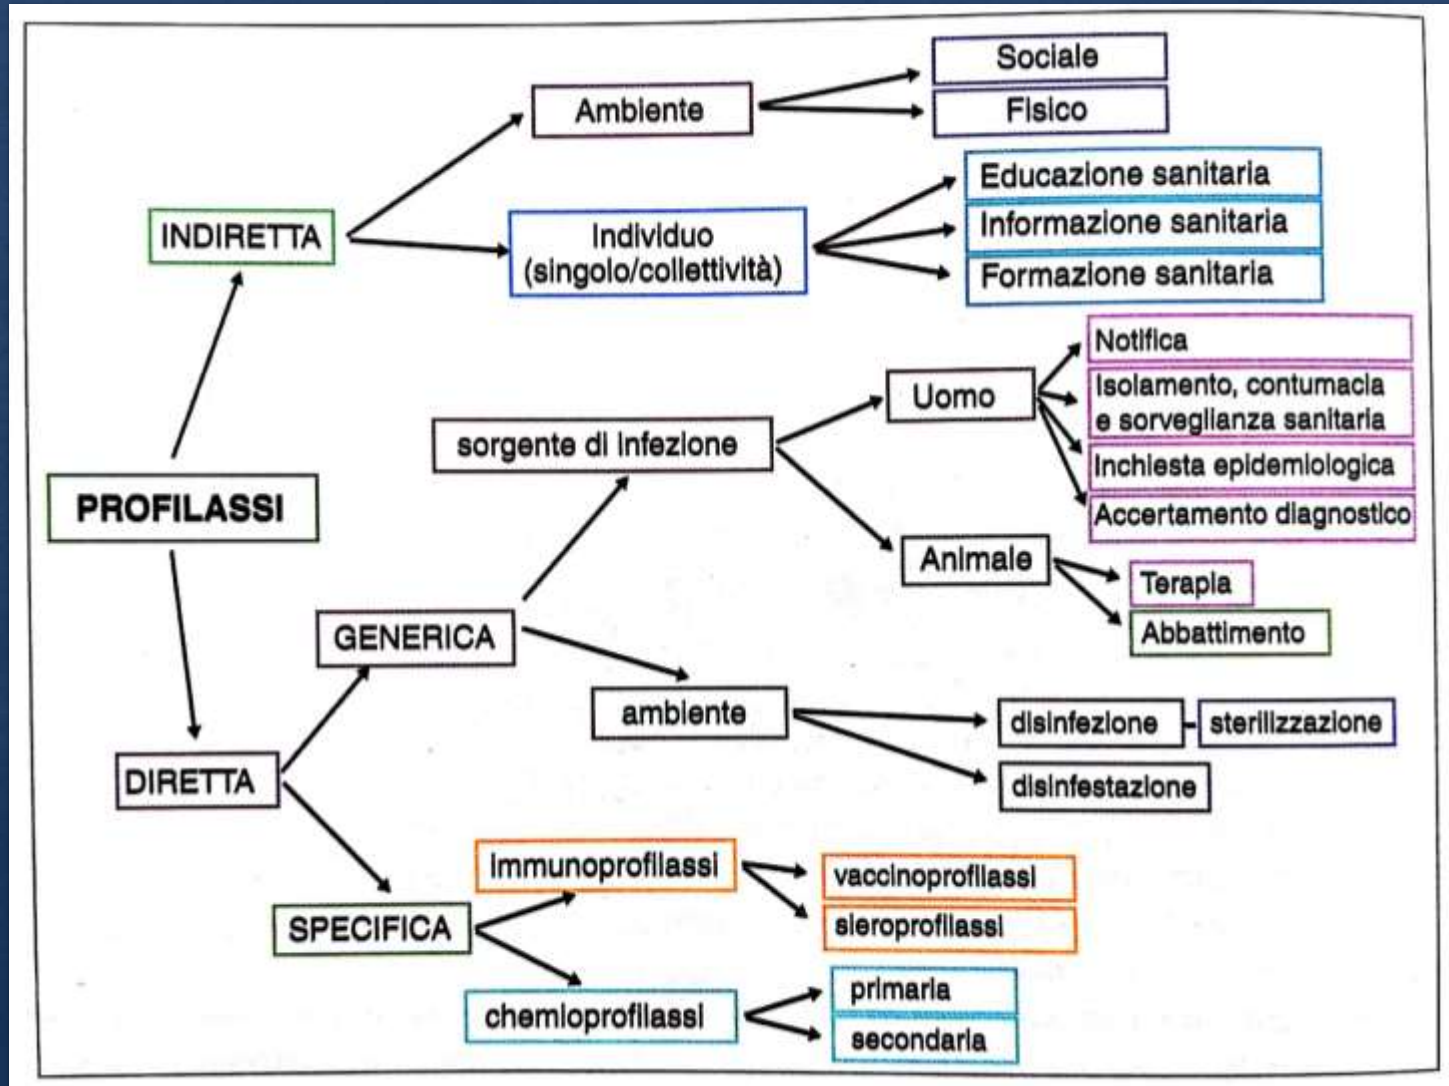 Sociale
Ambiente
Fisico
Educazione sanitaria
INDIRETTA
Individuo
(singolo/collettività)
Informazione sanitaria
Formazione sanitaria
Notifica
Uomo
Isolamento, contumacia
e sorveglianza sanitaria
sorgente di infezione
Inchiesta epidemiologica
PROFILASSI
Accertamento diagnostico
Animale
Terapia
Abbattimento
GENERICA
ambiente
disinfezione - sterilizzazione
DIRETTA
disinfestazione
Immunoprofilassi
vaccinoprofilassi
sieroprofilassi
SPECIFICA
chemioprofilassi
primaria
secondaria